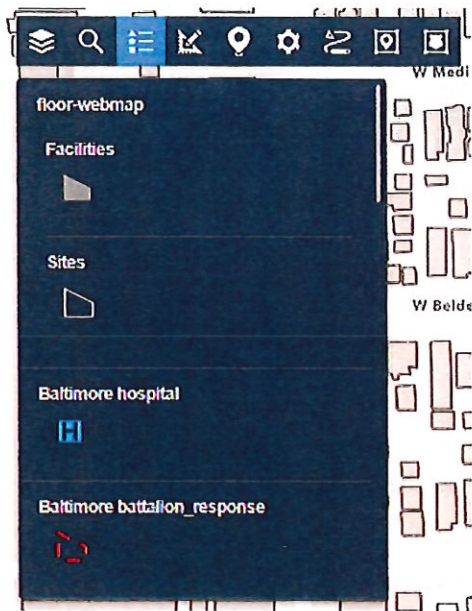 W Medi
floor-webmap
Facilities
Sites
W Belde
Baltimore hospital
H
Baltimore battalion_response